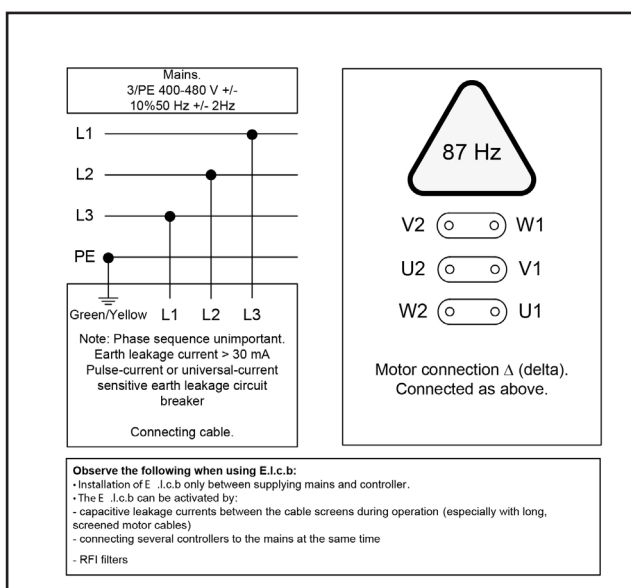 Mains.
3/PE 400-480 V +/-
10%50 Hz +/- 2Hz
L1
L2
L3
PE
Green/Yellow L1 L2 L3
Note: Phase sequence unimportant.
Earth leakage current > 30 mA
Pulse-current or universal-current
sensitive earth leakage circuit
breaker
Connecting cable.
87 Hz
V2 W1
U2 V1
W2 U1
Motor connection Δ (delta).
Connected as above.
Observe the following when using E.l.c.b:
• Installation of E .l.c.b only between supplying mains and controller.
• The E .l.c.b can be activated by:
- capacitive leakage currents between the cable screens during operation (especially with long,
screened motor cables)
- connecting several controllers to the mains at the same time
- RFI filters